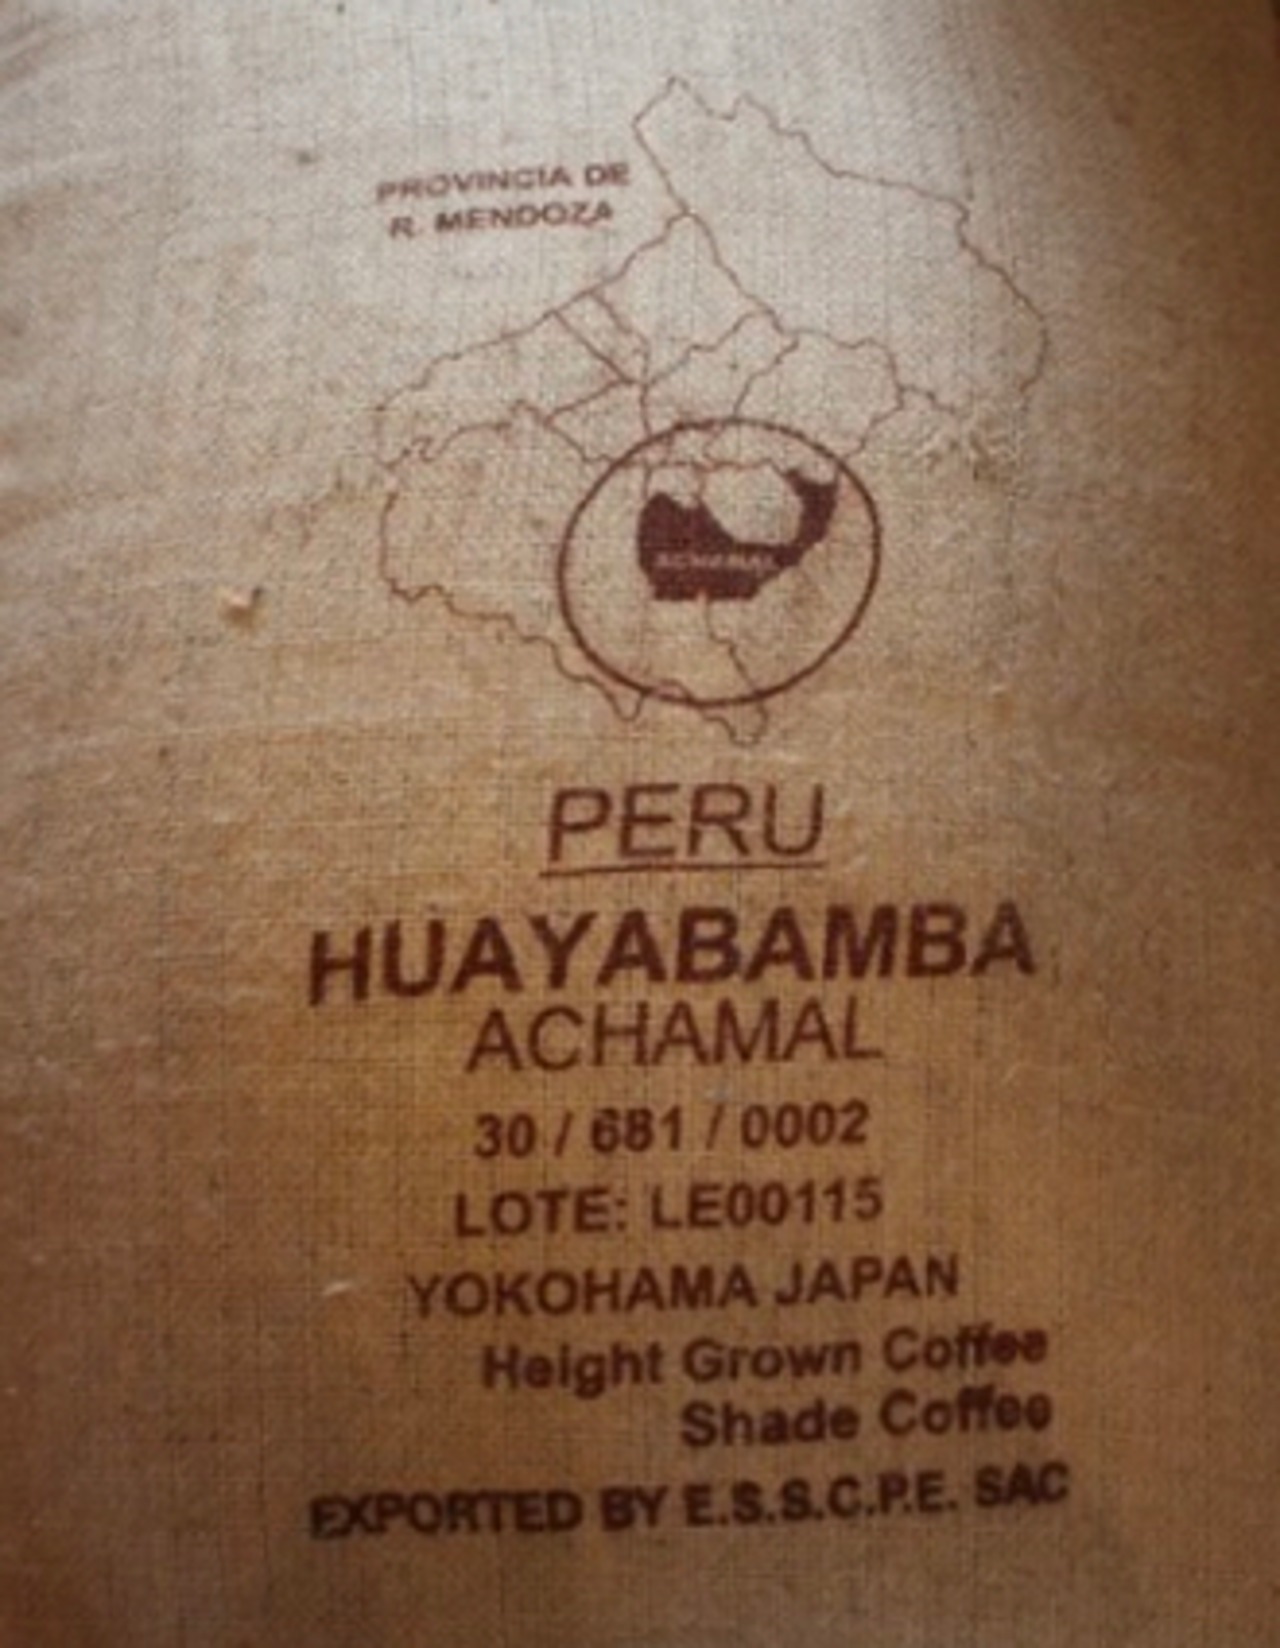 PROVINCIA DE
R. MENDOZA
ACHAMAL
PERU
HUAYABAMBA
ACHAMAL
30 / 681 / 0002
LOTE: LE00115
YOKOHAMA JAPAN
Height Grown Coffee
Shade Coffee
EXPORTED BY E.S.S.C.P.E. SAC